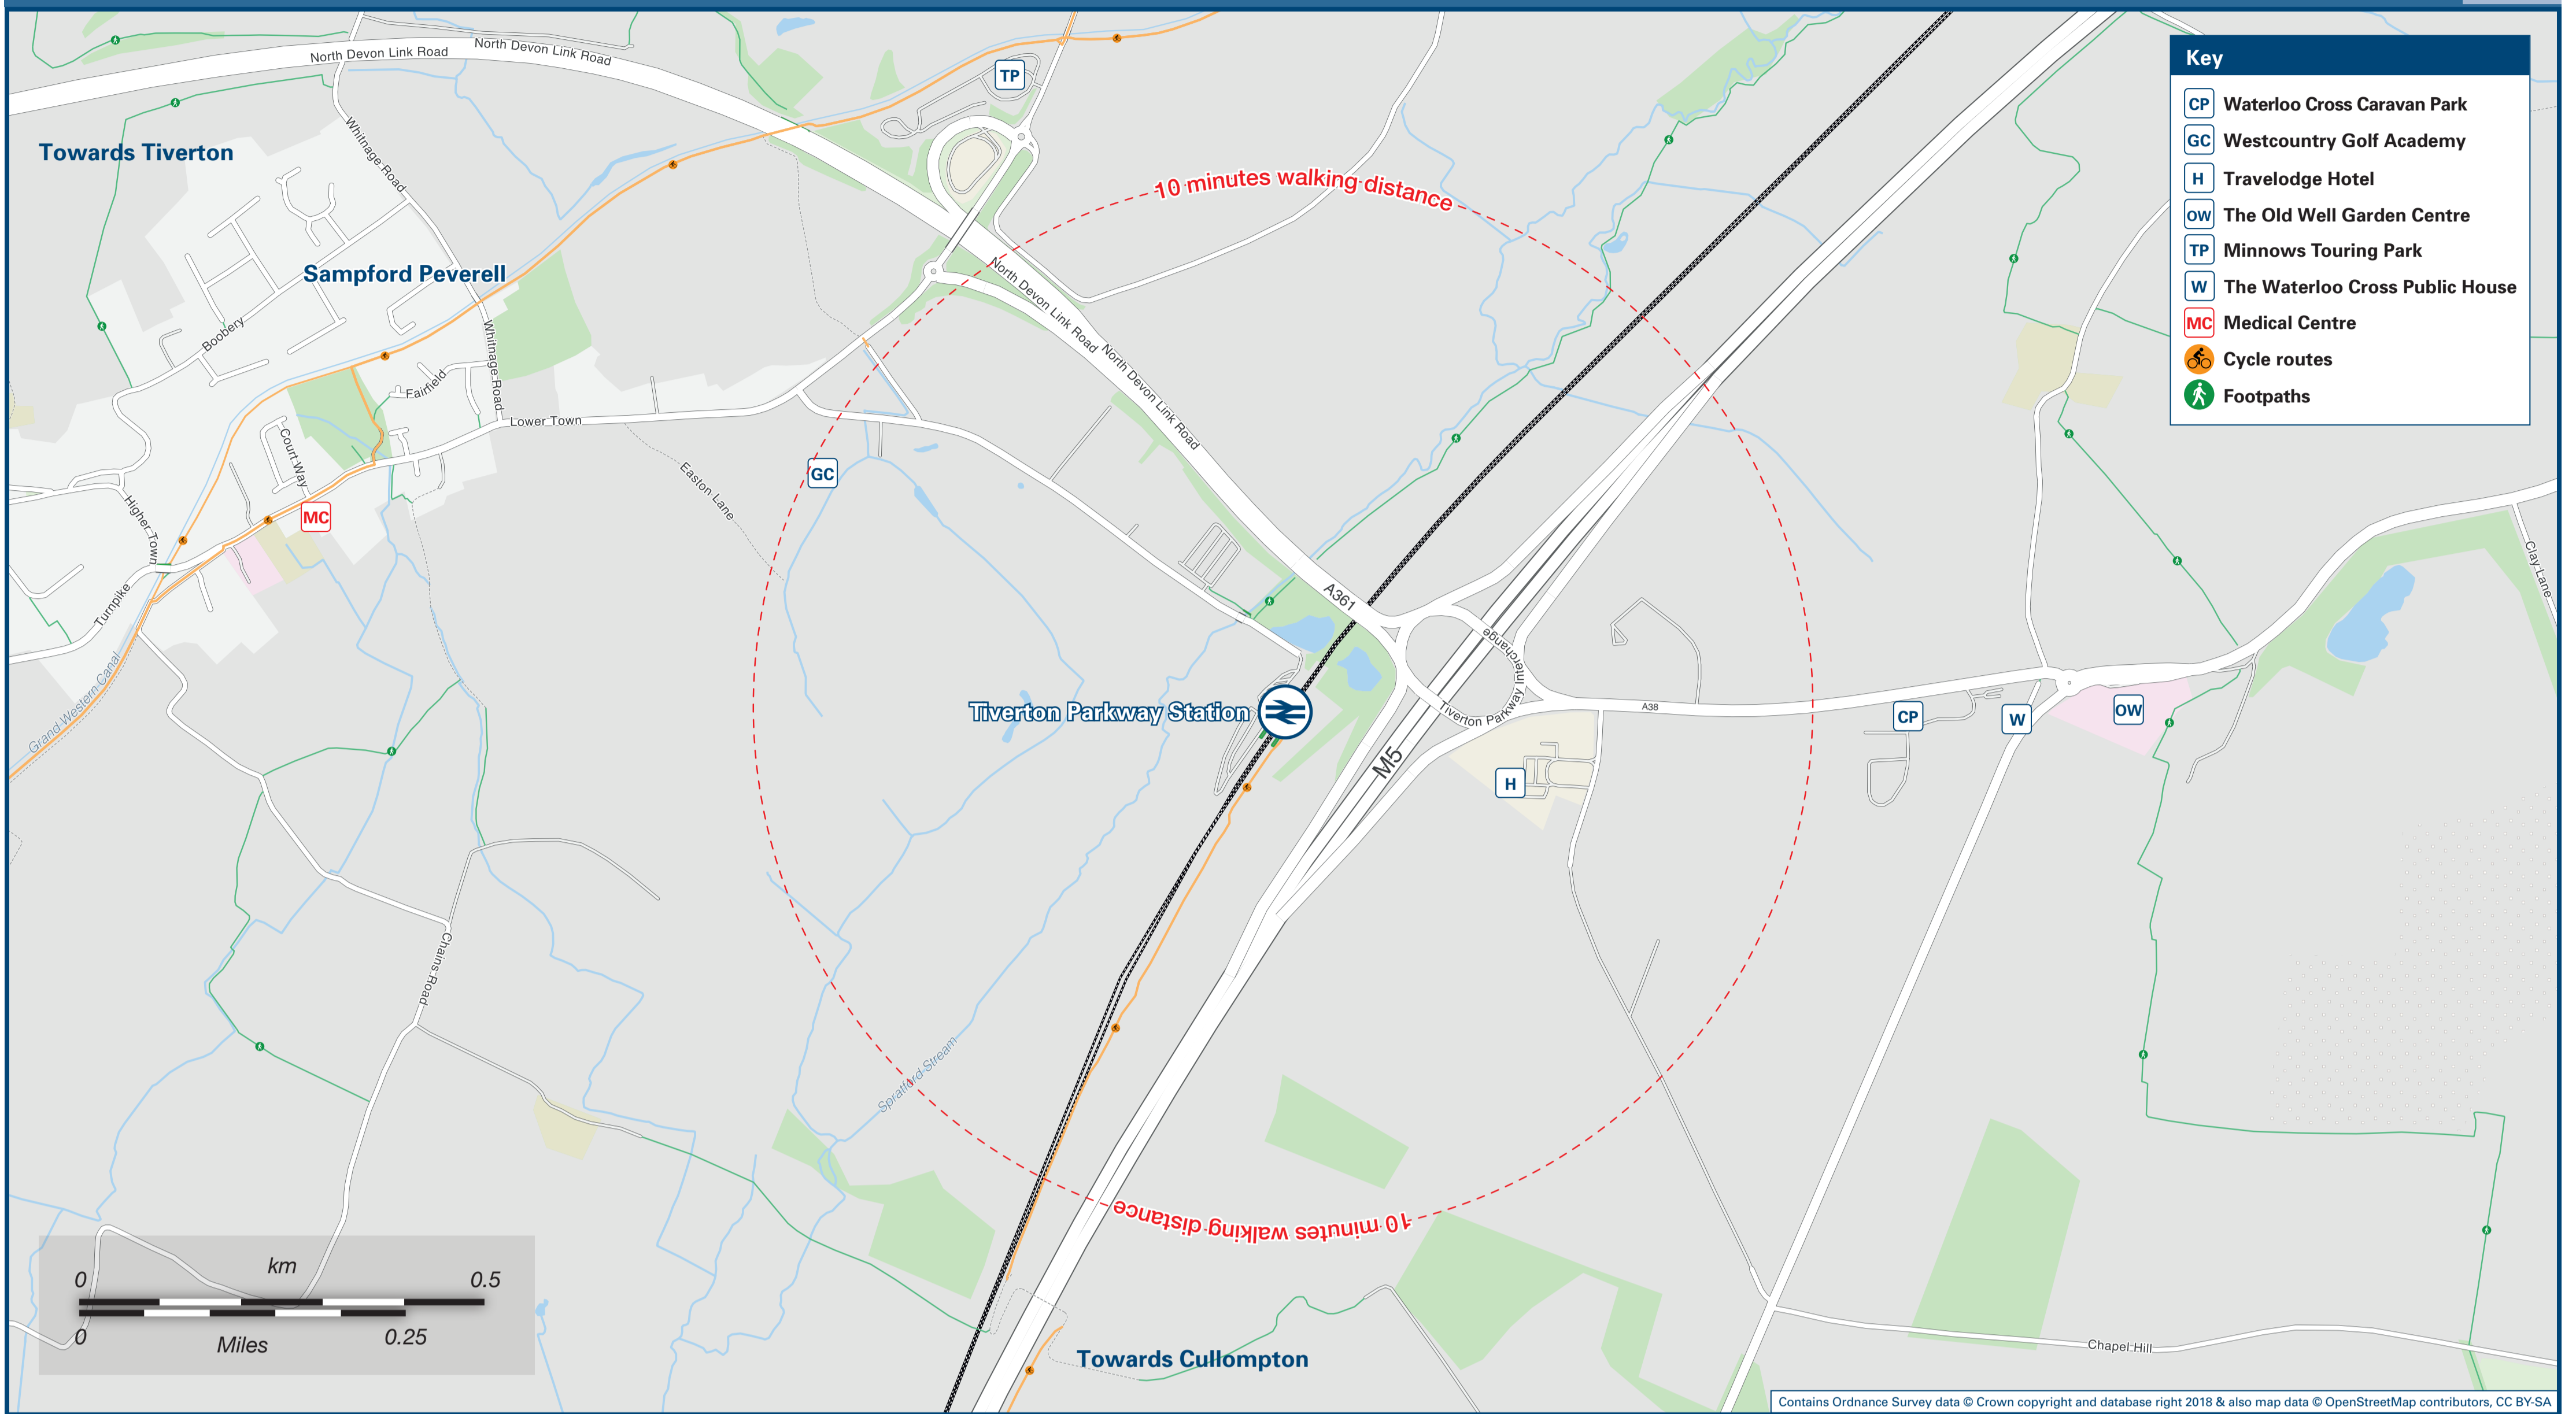 North Devon Link Road
North Devon Link Road
TP
Key
CP Waterloo Cross Caravan Park
GC Westcountry Golf Academy
H Travelodge Hotel
OW The Old Well Garden Centre
TP Minnows Touring Park
W The Waterloo Cross Public House
MC Medical Centre
Cycle routes
Footpaths
Towards Tiverton
Whitnage Road
10 minutes walking distance
Sampford Peverell
North Devon Link Road
Boobery
Whitnage Road
North Devon Link Road
Fairfield
Lower Town
Court Way
GC
Easton Lane
Higher Town
MC
Clay Lane
Turnpike
A361
Interchange
Grand Western Canal
Tiverton Parkway Station
Tiverton Parkway
A38
CP
W
OW
M5
H
Chains Road
Spratford Stream
10 minutes walking distance
km
0 0.5
0 0.25
Miles
Towards Cullompton
Chapel Hill
Contains Ordnance Survey data © Crown copyright and database right 2018 & also map data © OpenStreetMap contributors, CC BY-SA